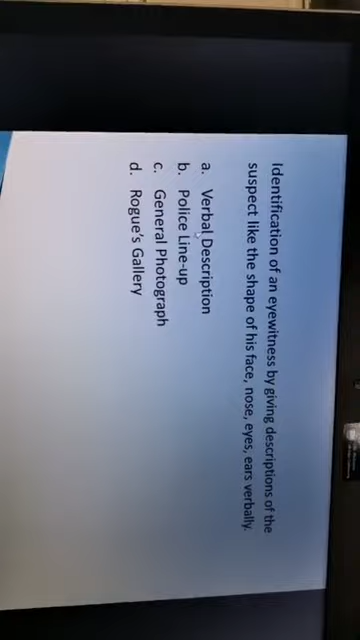 Identification of an eyewitness by giving descriptions of the
suspect like the shape of his face, nose, eyes, ears verbally.
a. Verbal Description
b. Police Line-up
c. General Photograph
d. Rogue's Gallery